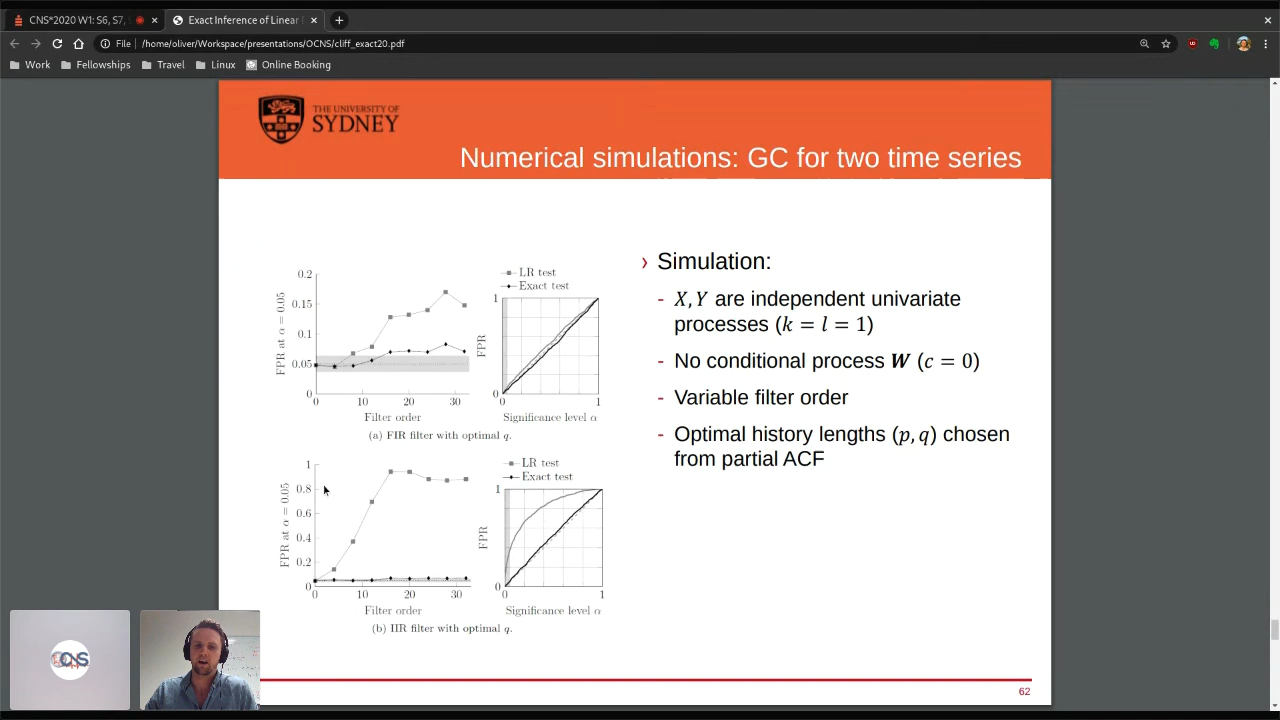 CNS*2020 W1: S6, S7,
Exact Inference of Linear
File
/home/oliver/Workspace/presentations/OCNS/cliff_exact20.pdf
Work
Fellowships
Travel
Linux
Online Booking
THE UNIVERSITY OF
SYDNEY
Numerical simulations: GC for two time series
0.2
0.15
0.1
0.05
0
FPR at α = 0.05
0 10 20 30
Filter order
LR test
Exact test
1
FPR
0
0 1
Significance level α
(a) FIR filter with optimal q.
1
0.8
0.6
0.4
0.2
0
FPR at α = 0.05
0 10 20 30
Filter order
LR test
Exact test
1
FPR
0
0 1
Significance level α
(b) IIR filter with optimal q.
› Simulation:
- X, Y are independent univariate
processes (k = l = 1)
- No conditional process W (c = 0)
- Variable filter order
- Optimal history lengths (p, q) chosen
from partial ACF
OCNS
62